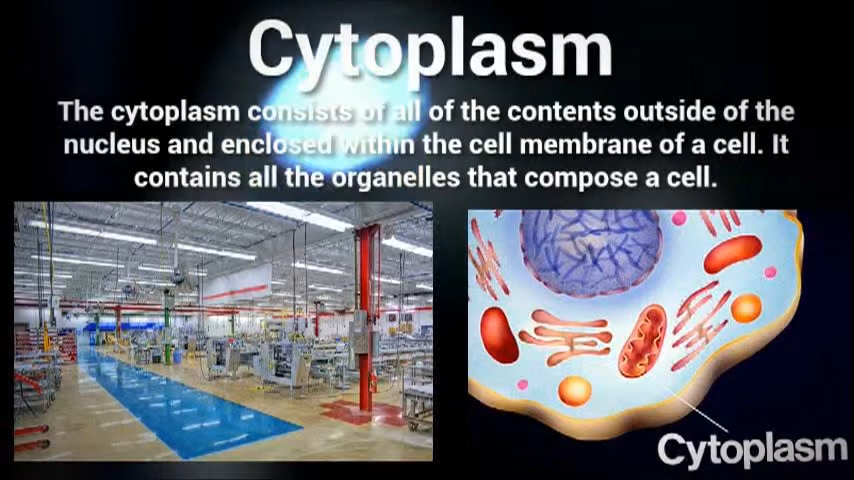 Cytoplasm
The cytoplasm consists of all of the contents outside of the
nucleus and enclosed within the cell membrane of a cell. It
contains all the organelles that compose a cell.
Cytoplasm